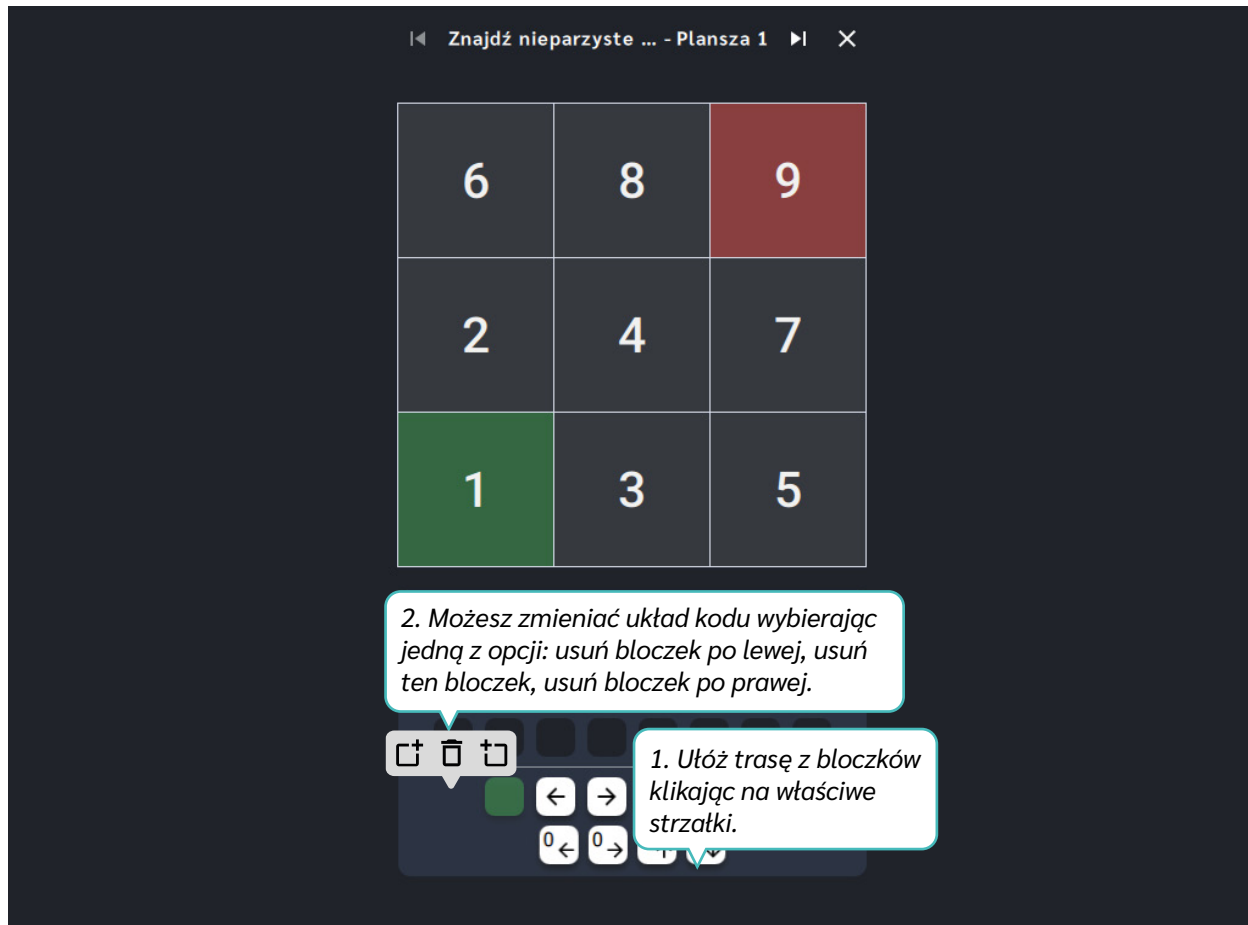 Znajdź nieparzyste ... - Plansza 1
6 8 9
2 4 7
1 3 5
2. Możesz zmieniać układ kodu wybierając
jedną z opcji: usuń bloczek po lewej, usuń
ten bloczek, usuń bloczek po prawej.
1. Ułóż trasę z bloczków
klikając na właściwe
strzałki.
0 0